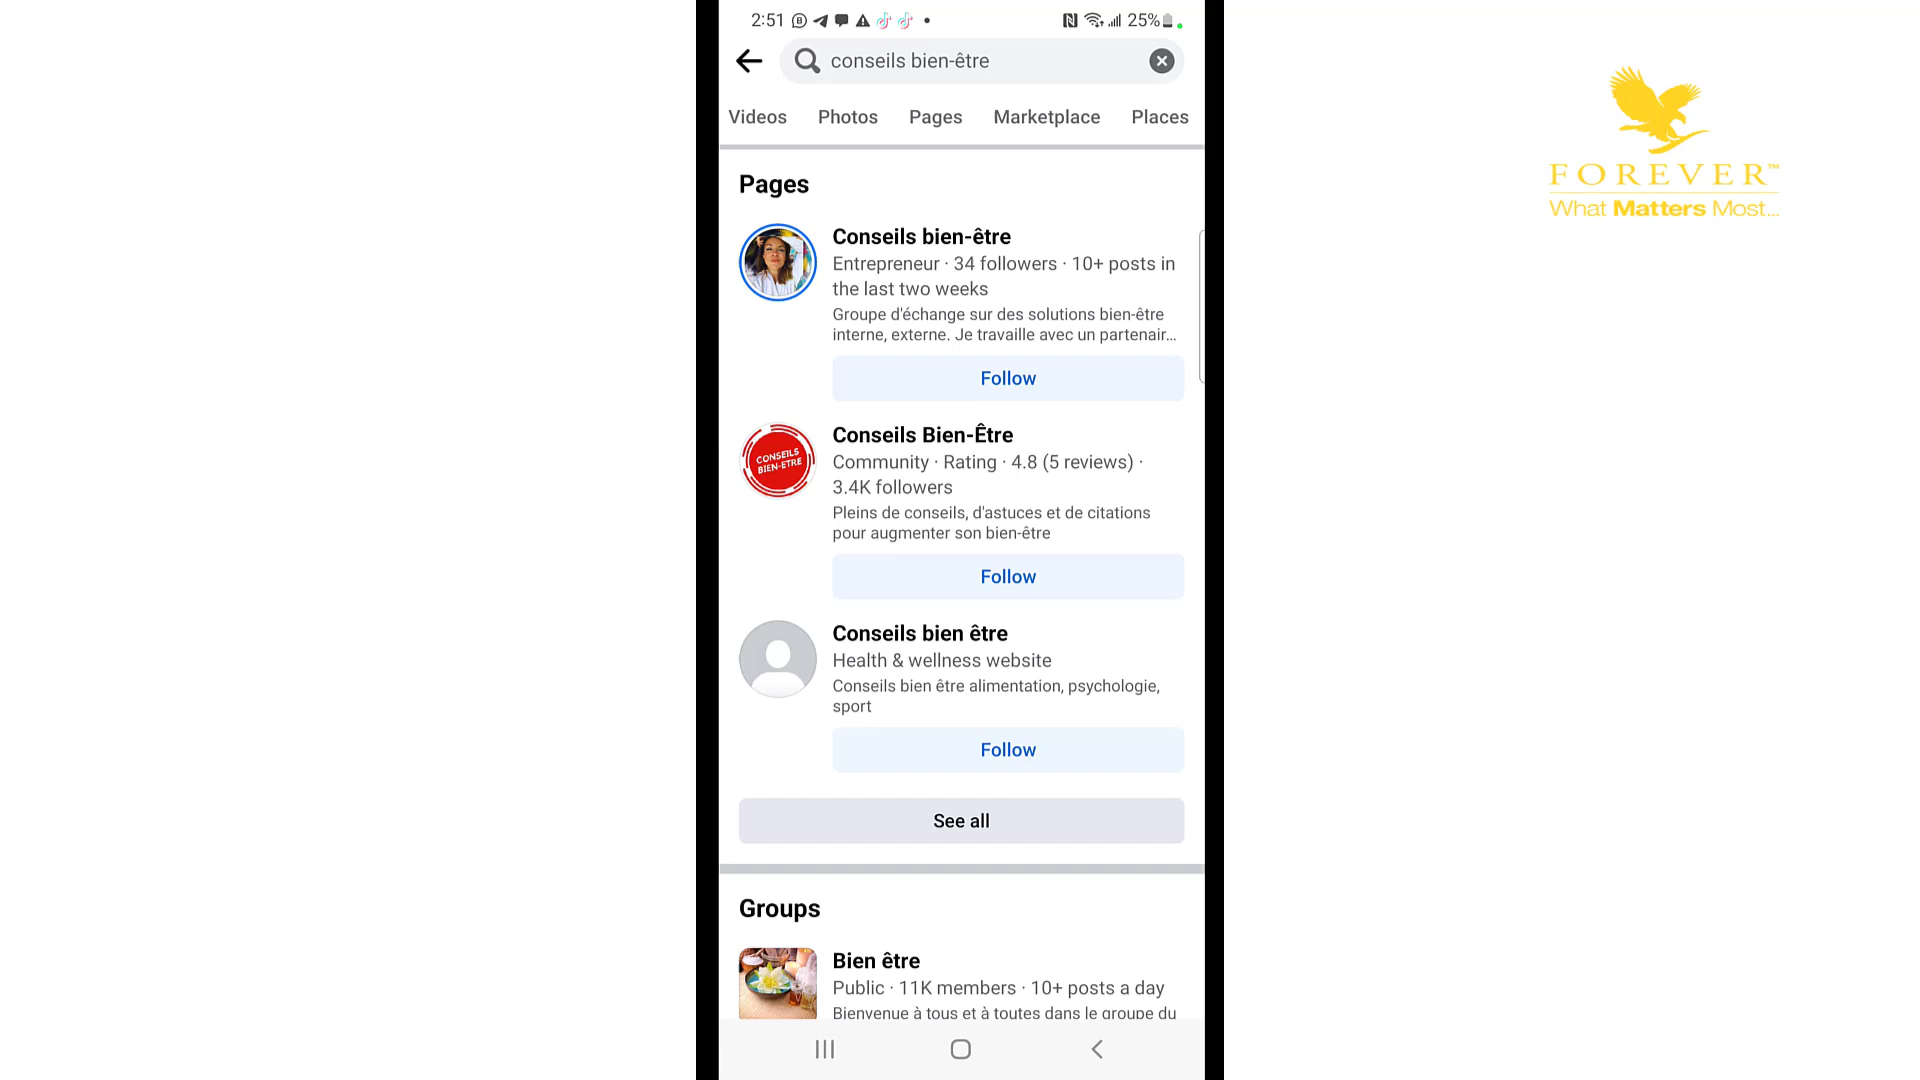 2:51
25%
conseils bien-être
Videos Photos Pages Marketplace Places
Pages
Conseils bien-être
Entrepreneur · 34 followers · 10+ posts in
the last two weeks
Groupe d'échange sur des solutions bien-être
interne, externe. Je travaille avec un partenair...
Follow
CONSEILS
BIEN-ETRE
Conseils Bien-Être
Community · Rating · 4.8 (5 reviews) ·
3.4K followers
Pleins de conseils, d'astuces et de citations
pour augmenter son bien-être
Follow
Conseils bien être
Health & wellness website
Conseils bien être alimentation, psychologie,
sport
Follow
See all
Groups
Bien être
Public · 11K members · 10+ posts a day
Bienvenue à tous et à toutes dans le groupe du
FOREVER™
What Matters Most...